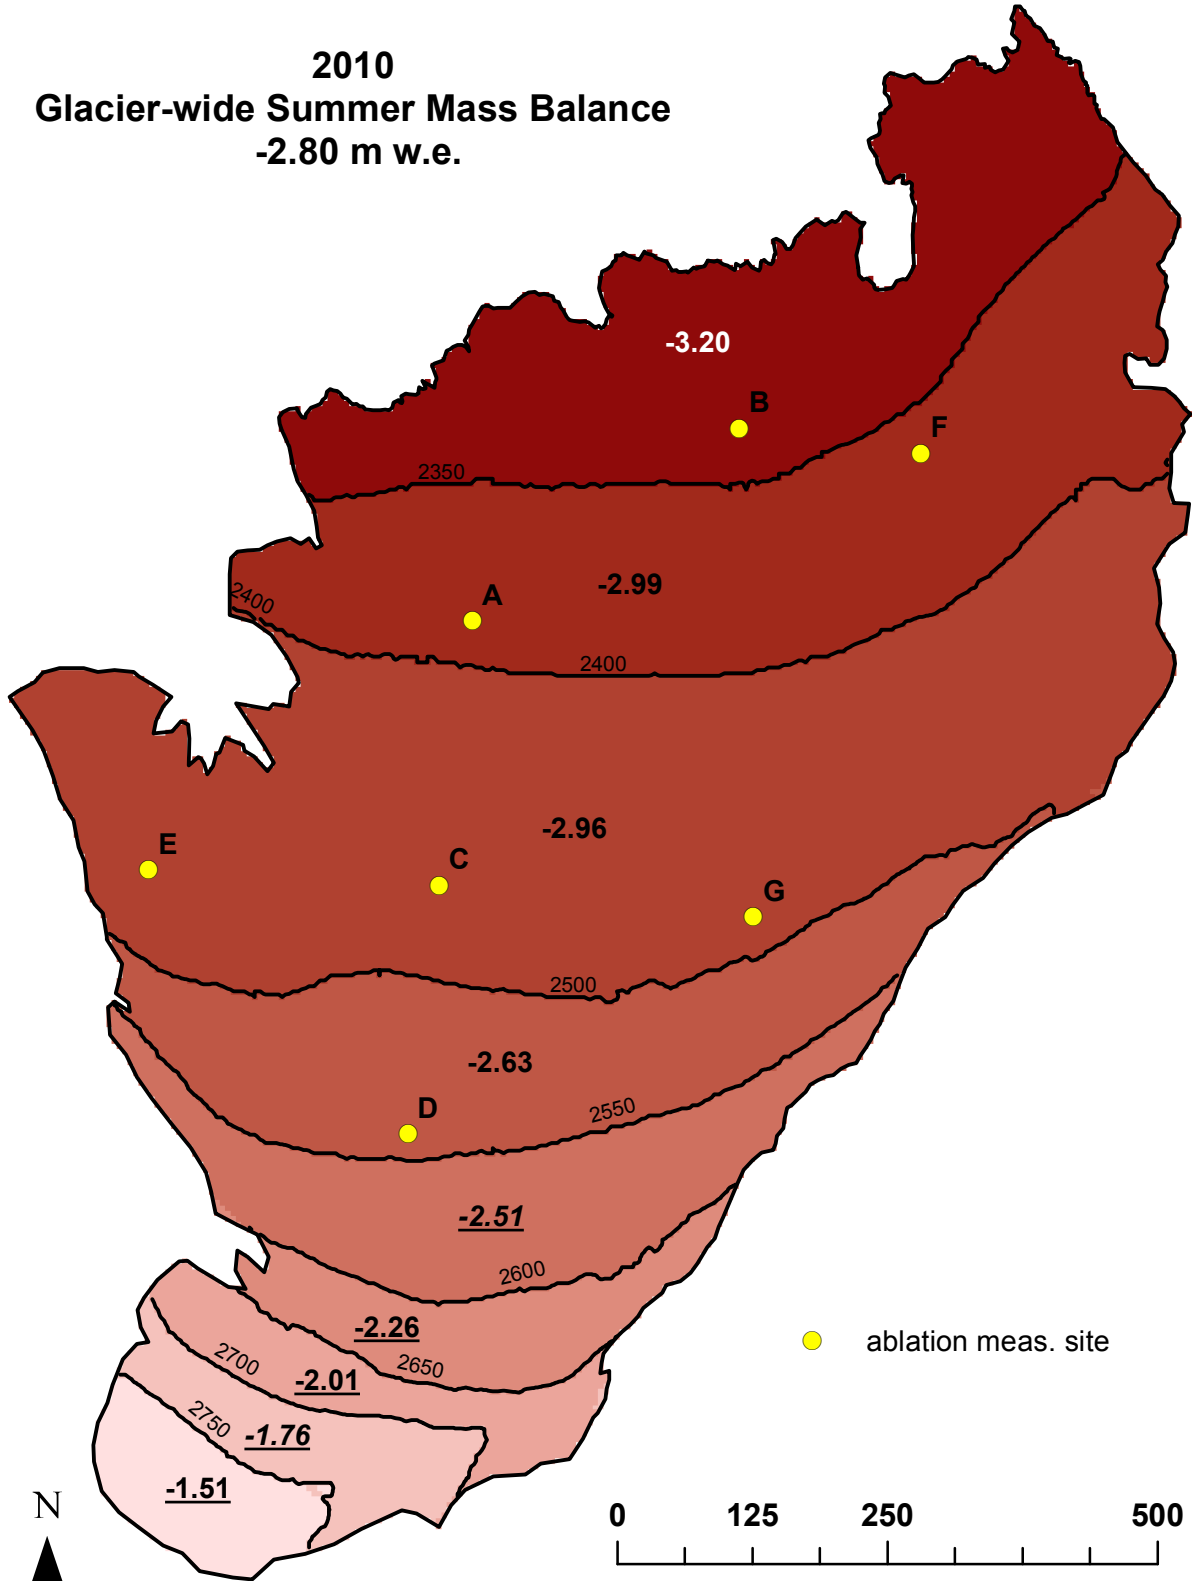 2010
Glacier-wide Summer Mass Balance
-2.80 m w.e.
-3.20
B
F
2350
-2.99
2400
A
2400
-2.96
E
C
G
2500
-2.63
D
2550
-2.51
2600
-2.26
2650
2700
-2.01
2750
-1.76
-1.51
ablation meas. site
N
0 125 250 500